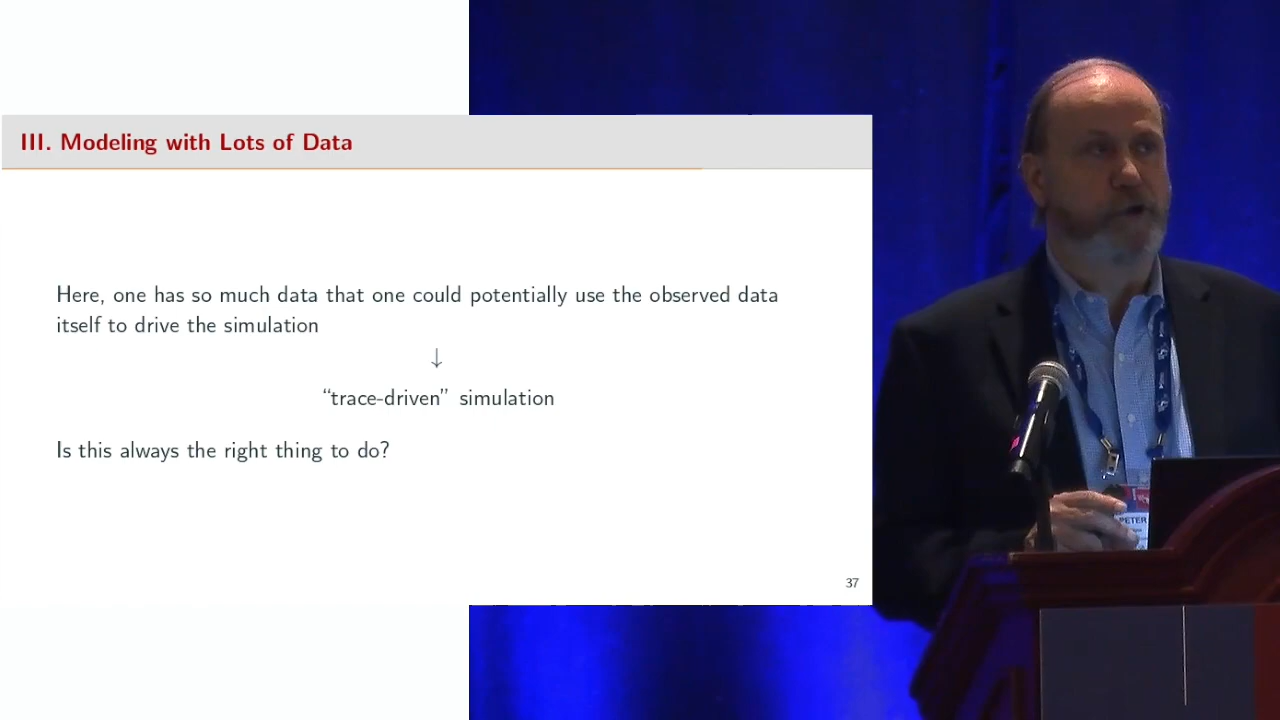 III. Modeling with Lots of Data
Here, one has so much data that one could potentially use the observed data
itself to drive the simulation
↓
“trace-driven” simulation
Is this always the right thing to do?
37
PETER